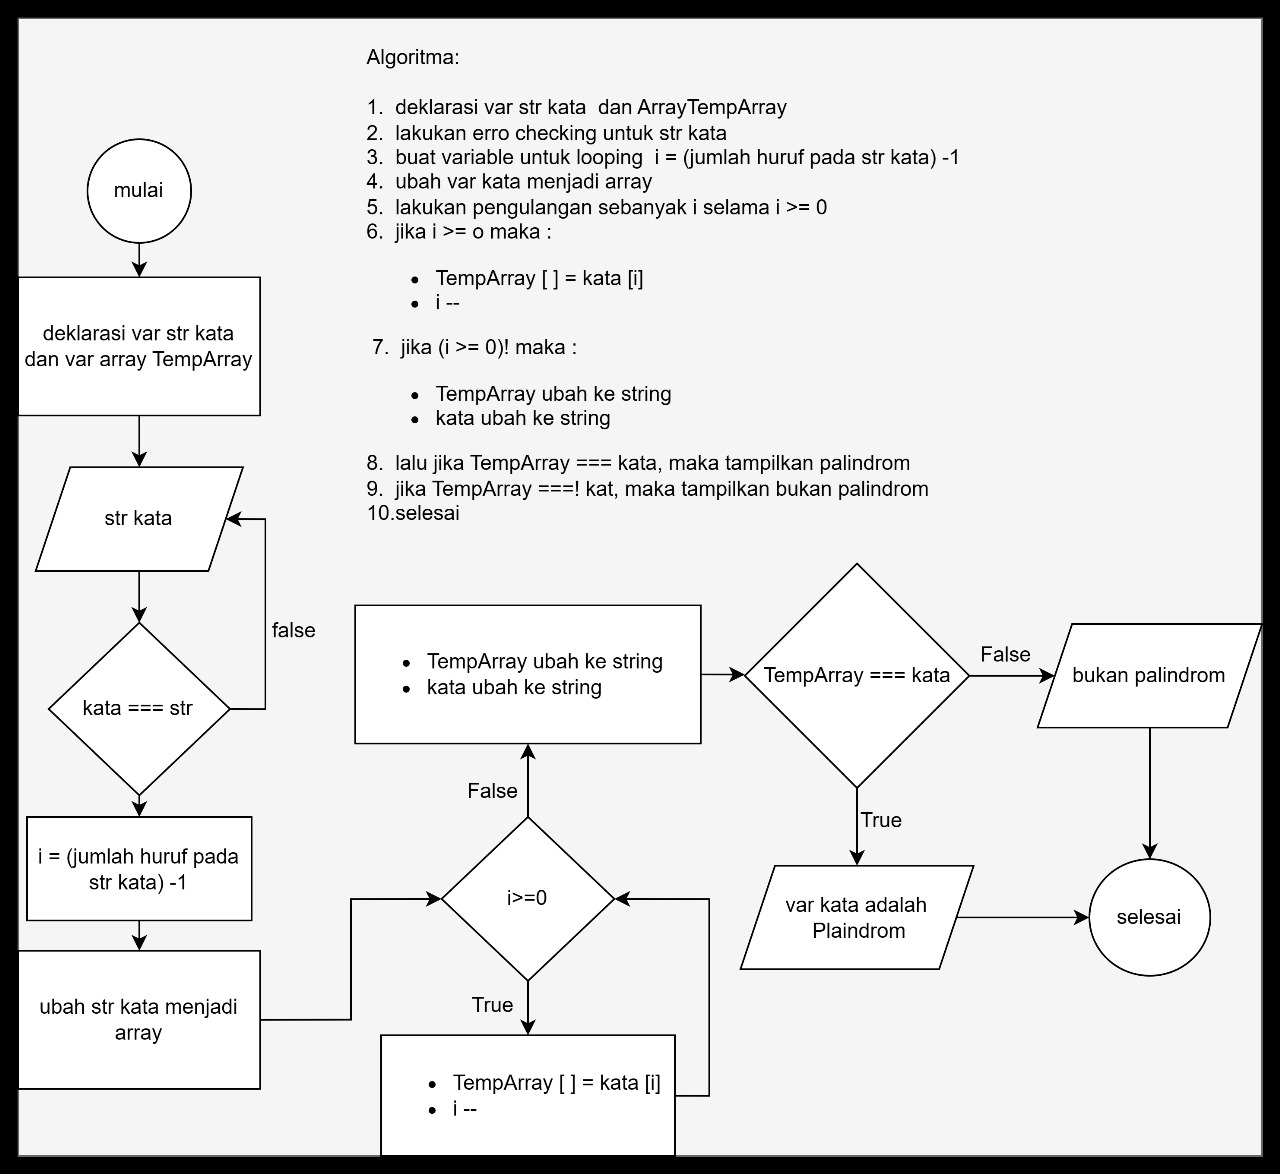 Algoritma:
1. deklarasi var str kata  dan ArrayTempArray
2. lakukan erro checking untuk str kata
3. buat variable untuk looping  i = (jumlah huruf pada str kata) -1
4. ubah var kata menjadi array
5. lakukan pengulangan sebanyak i selama i >= 0
6. jika i >= o maka :
• TempArray [ ] = kata [i]
• i --
7. jika (i >= 0)! maka :
• TempArray ubah ke string
• kata ubah ke string
8. lalu jika TempArray === kata, maka tampilkan palindrom
9. jika TempArray ===! kat, maka tampilkan bukan palindrom
10.selesai
mulai
deklarasi var str kata
dan var array TempArray
str kata
false
kata === str
i = (jumlah huruf pada
str kata) -1
ubah str kata menjadi
array
i>=0
True
• TempArray [ ] = kata [i]
• i --
False
• TempArray ubah ke string
• kata ubah ke string
TempArray === kata
False
bukan palindrom
True
var kata adalah
Plaindrom
selesai